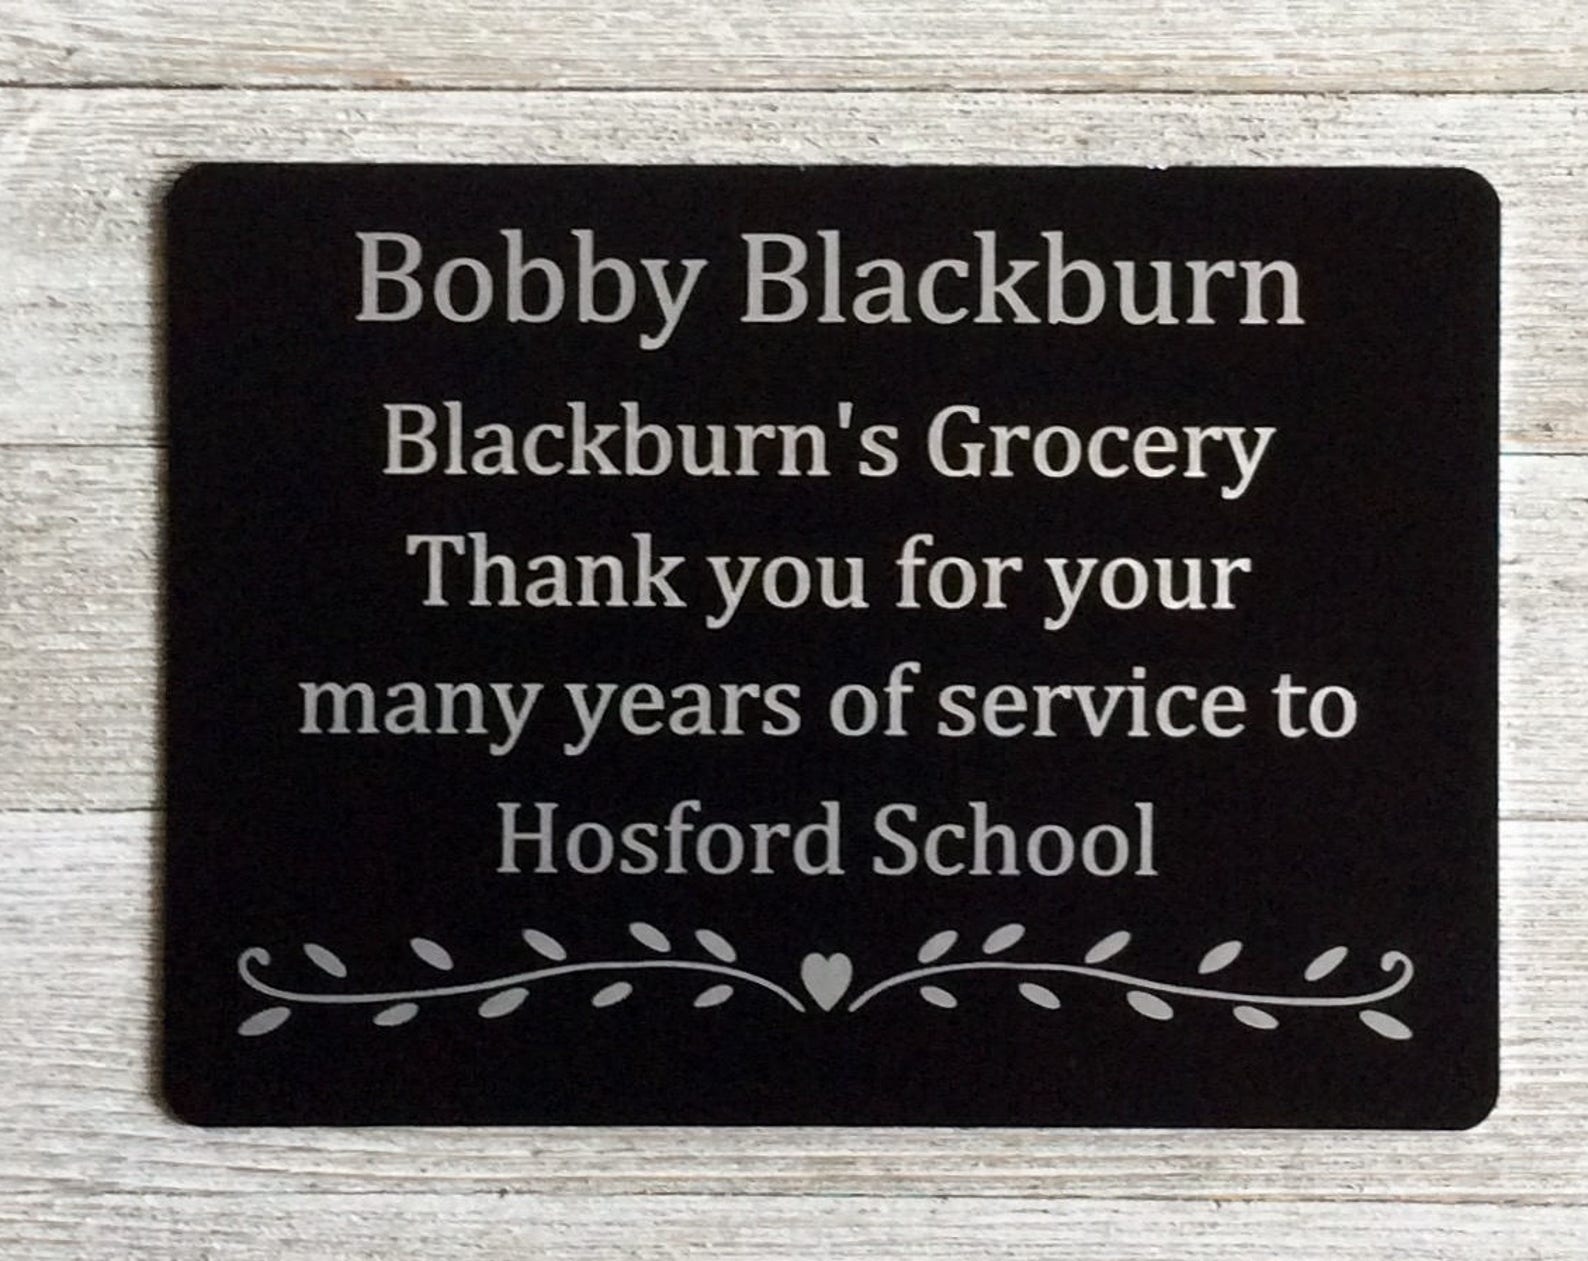 Bobby Blackburn
Blackburn's Grocery
Thank you for your
many years of service to
Hosford School